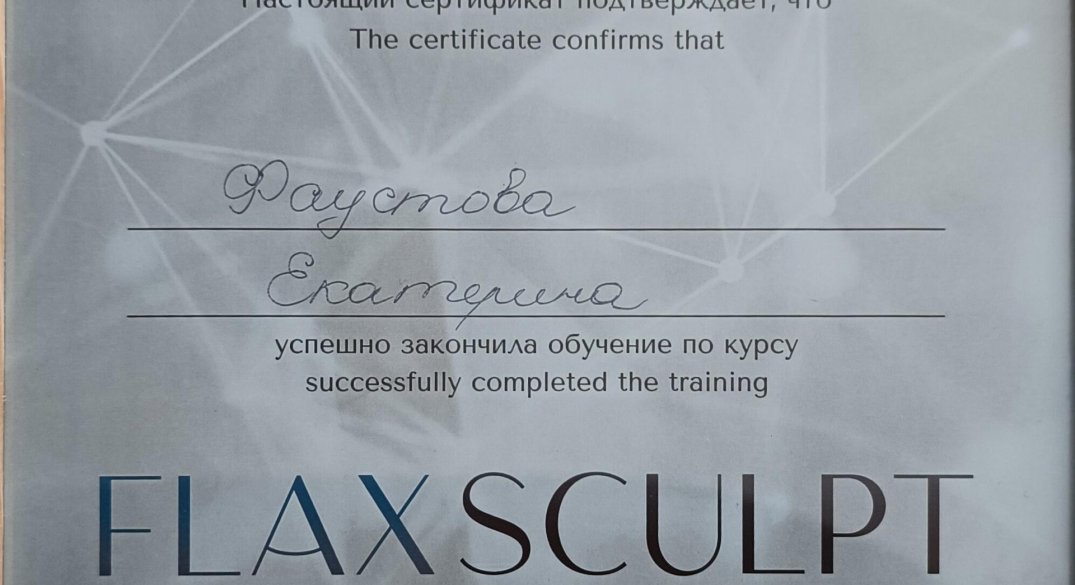 Настоящий сертификат подтверждает, что
The certificate confirms that
Фаустова
Екатерина
успешно закончила обучение по курсу
successfully completed the training
FLAXSCULPT